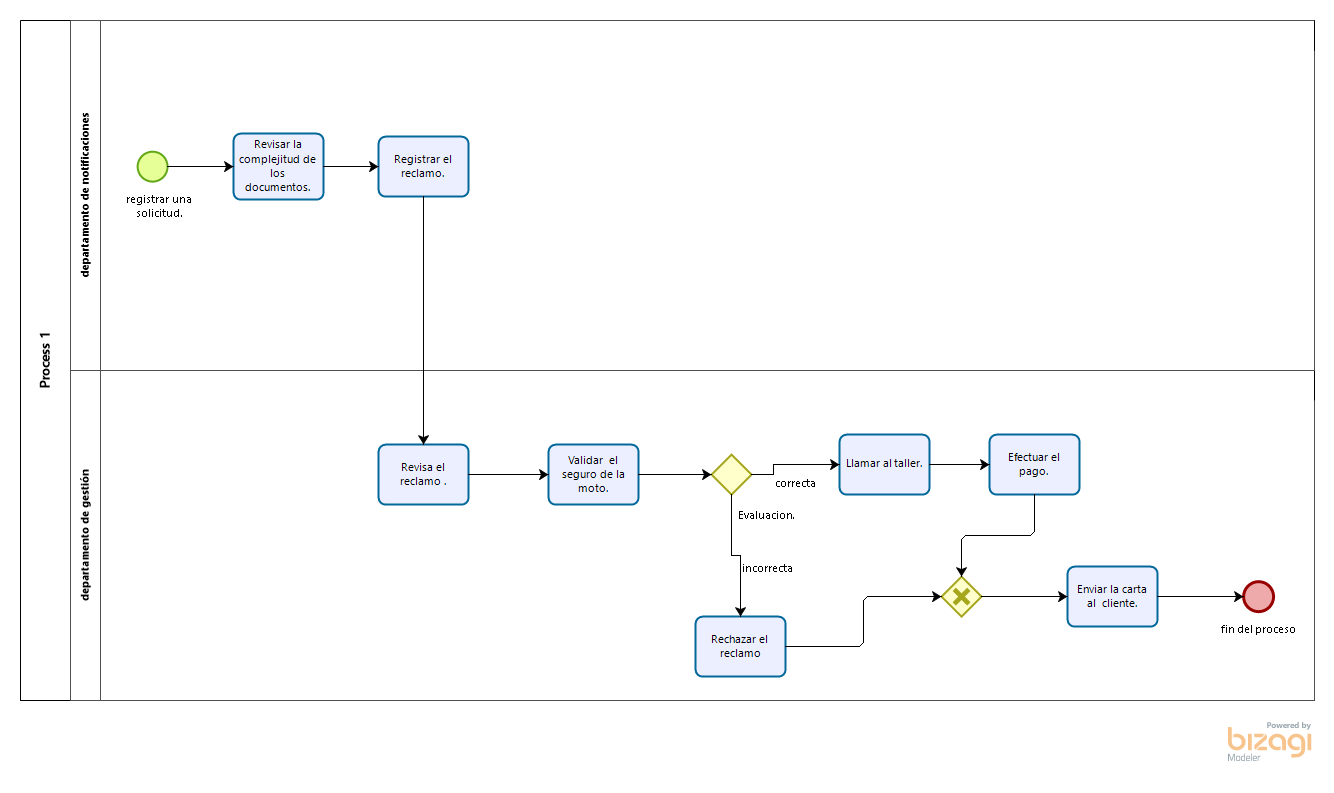 Process 1
departamento de notificaciones
registrar una
solicitud.
Revisar la
complejitud de
los
documentos.
Registrar el
reclamo.
departamento de gestión
Revisa el
reclamo .
Validar  el
seguro de la
moto.
Evaluacion.
correcta
incorrecta
Llamar al taller.
Efectuar el
pago.
Rechazar el
reclamo
Enviar la carta
al  cliente.
fin del proceso
Powered by
bizagi
Modeler